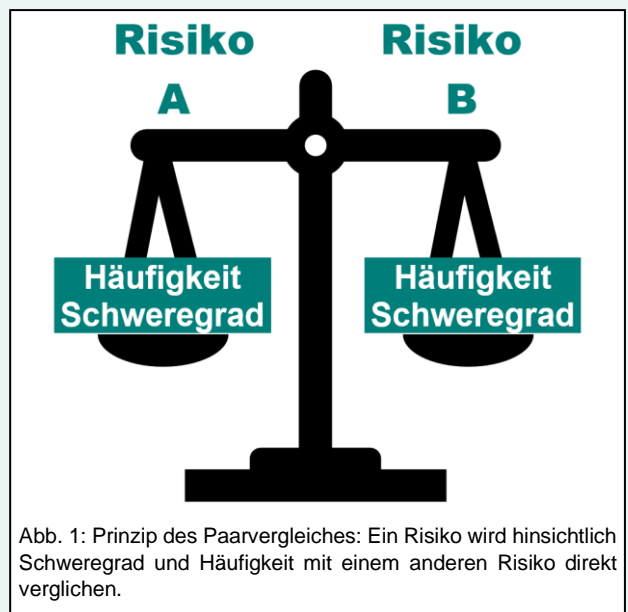 Risiko Risiko
A B
Häufigkeit Häufigkeit
Schweregrad Schweregrad
Abb. 1: Prinzip des Paarvergleiches: Ein Risiko wird hinsichtlich
Schweregrad und Häufigkeit mit einem anderen Risiko direkt
verglichen.